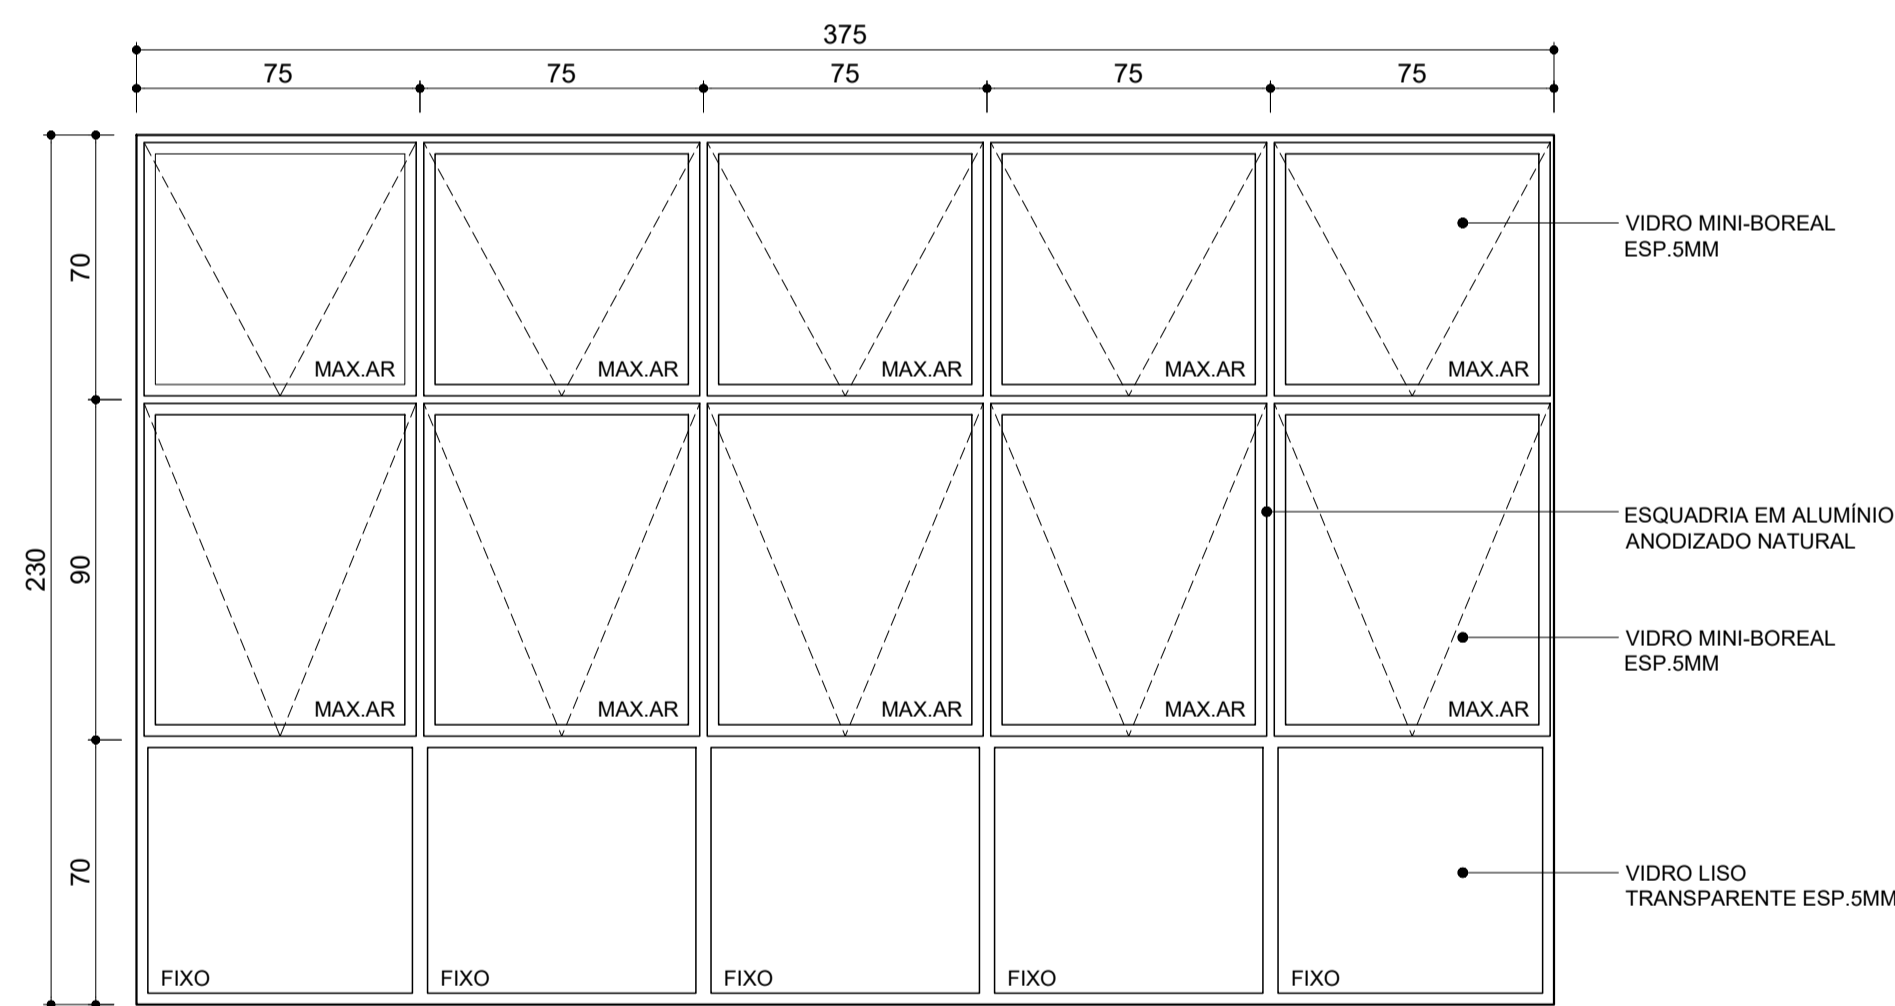 375
75 75 75 75 75
70
VIDRO MINI-BOREAL
ESP.5MM
MAX.AR MAX.AR MAX.AR MAX.AR MAX.AR
230
90
ESQUADRIA EM ALUMÍNIO
ANODIZADO NATURAL
VIDRO MINI-BOREAL
ESP.5MM
MAX.AR MAX.AR MAX.AR MAX.AR MAX.AR
70
VIDRO LISO
TRANSPARENTE ESP.5MM
FIXO FIXO FIXO FIXO FIXO